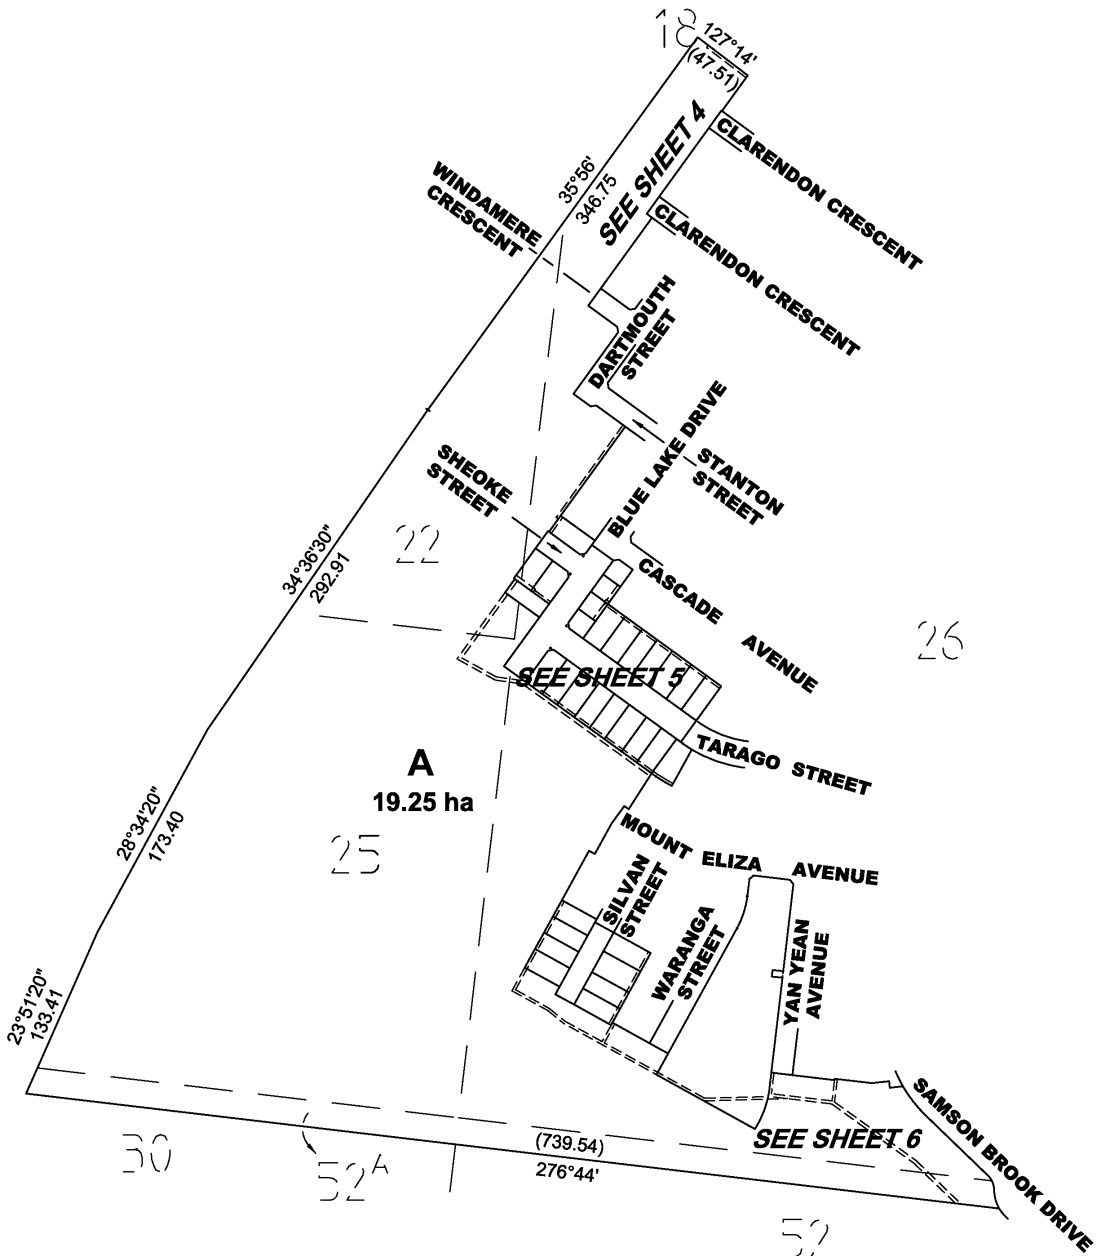 18
127°14'
(47.51)
SEE SHEET 4
CLARENDON CRESCENT
35°56'
346.75
WINDAMERE
CRESCENT
CLARENDON CRESCENT
DARTMOUTH
STREET
BLUE LAKE DRIVE
STANTON
STREET
SHEOKE
STREET
22
34°36'30"
292.91
CASCADE AVENUE
26
SEE SHEET 5
TARAGO STREET
A
19.25 ha
28°34'20"
173.40
25
MOUNT ELIZA AVENUE
SILVAN
STREET
WARANGA
STREET
YAN YEAN
AVENUE
23°51'20"
133.41
SAMSON BROOK DRIVE
SEE SHEET 6
(739.54)
276°44'
30
52A
52